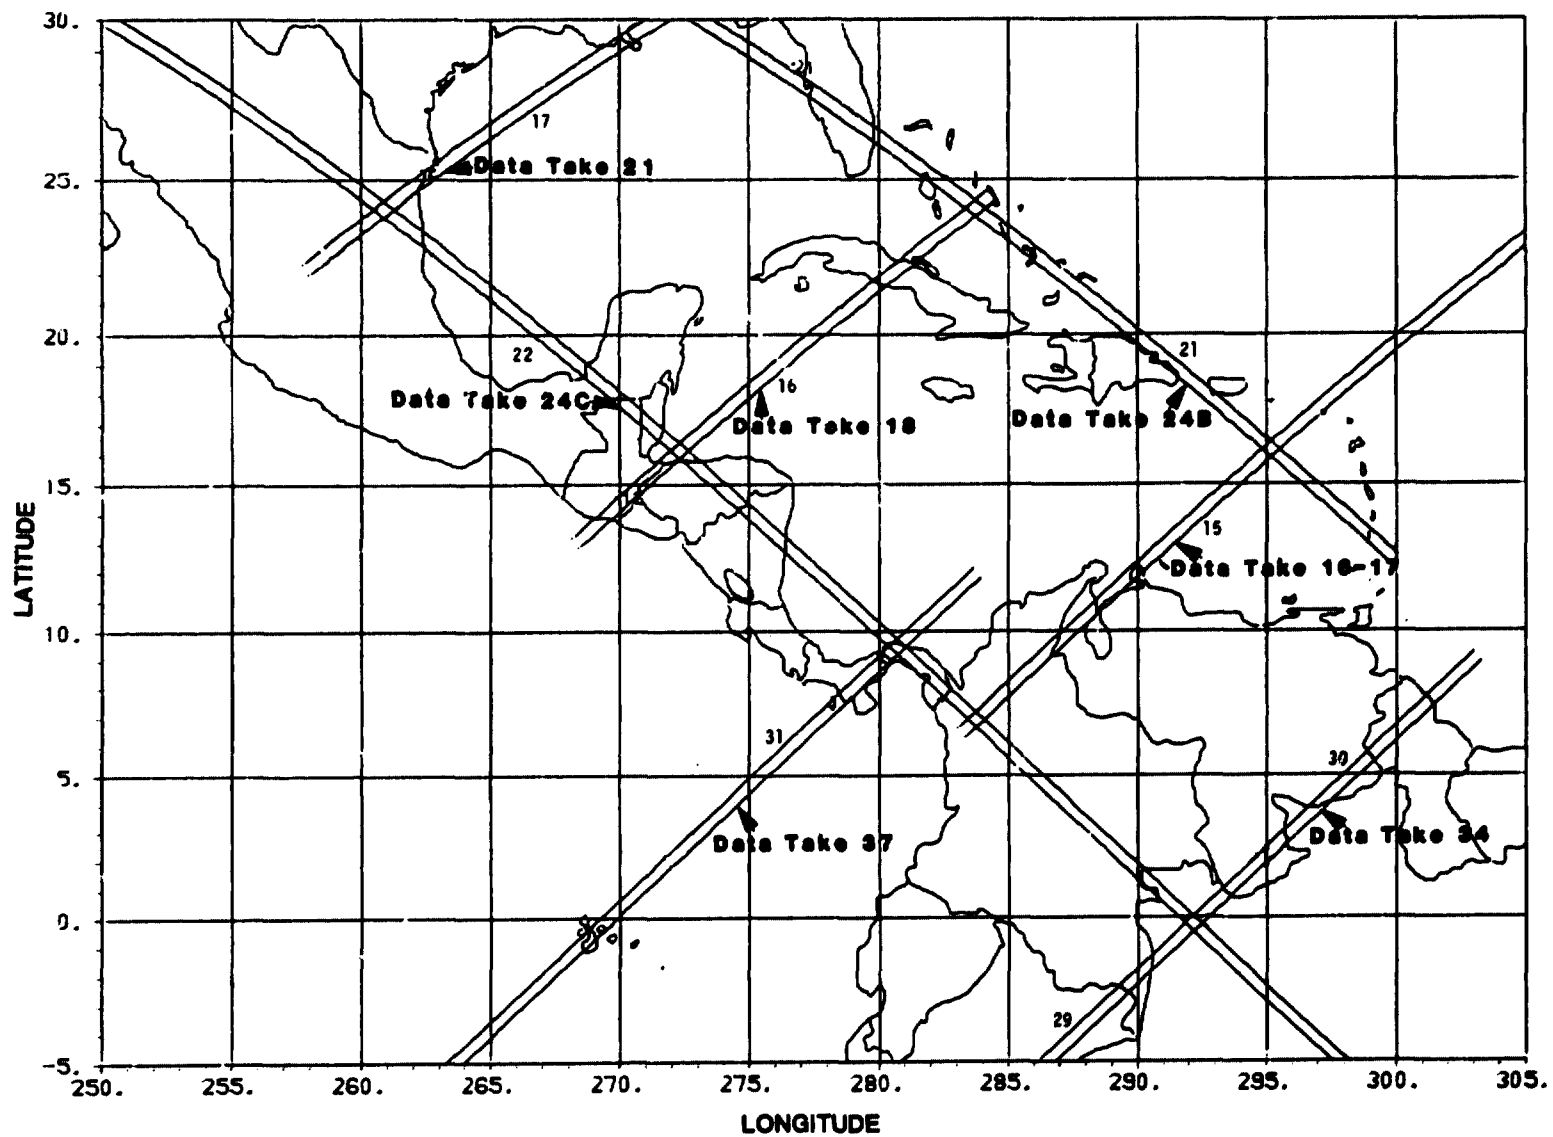 30.
17
Data Take 21
25.
20.
22
21
16
Data Take 24C
Data Take 18
Data Take 24B
15.
15
Data Take 16-17
LATITUDE
10.
31
30
5.
Data Take 37
Data Take 34
0.
29
-5.
250. 255. 260. 265. 270. 275. 280. 285. 290. 295. 300. 305.
LONGITUDE